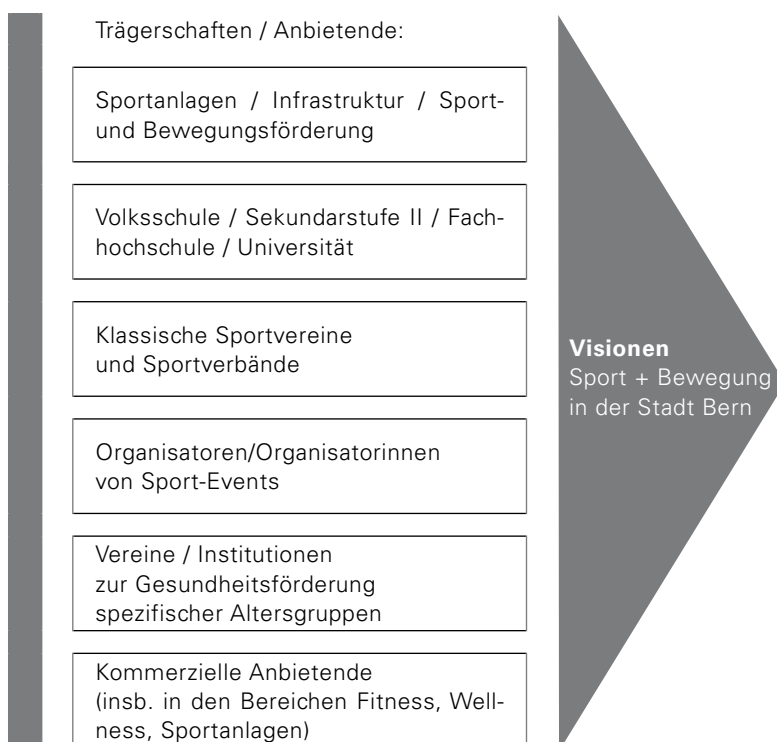 Trägerschaften / Anbietende:
Sportanlagen / Infrastruktur / Sport-
und Bewegungsförderung
Volksschule / Sekundarstufe II / Fach-
hochschule / Universität
Klassische Sportvereine
und Sportverbände
Organisatoren/Organisatorinnen
von Sport-Events
Vereine / Institutionen
zur Gesundheitsförderung
spezifischer Altersgruppen
Kommerzielle Anbietende
(insb. in den Bereichen Fitness, Well-
ness, Sportanlagen)
Visionen
Sport + Bewegung
in der Stadt Bern